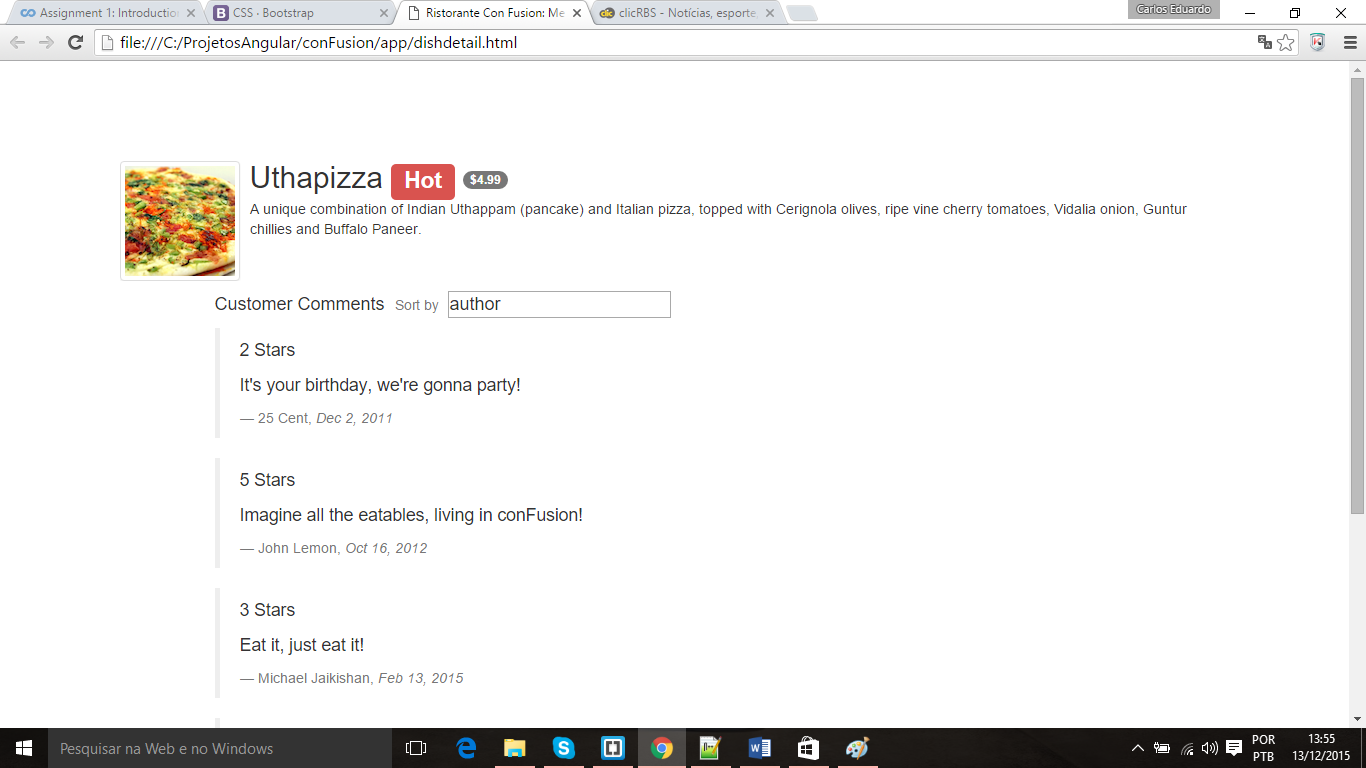 Assignment 1: Introduction
CSS · Bootstrap
Ristorante Con Fusion: Me
clicRBS - Notícias, esporte,
Carlos Eduardo
file:///C:/ProjetosAngular/conFusion/app/dishdetail.html
Uthapizza Hot $4.99
A unique combination of Indian Uthappam (pancake) and Italian pizza, topped with Cerignola olives, ripe vine cherry tomatoes, Vidalia onion, Guntur
chillies and Buffalo Paneer.
Customer Comments Sort by author
2 Stars
It's your birthday, we're gonna party!
— 25 Cent, Dec 2, 2011
5 Stars
Imagine all the eatables, living in conFusion!
— John Lemon, Oct 16, 2012
3 Stars
Eat it, just eat it!
— Michael Jaikishan, Feb 13, 2015
Pesquisar na Web e no Windows
POR
PTB
13:55
13/12/2015